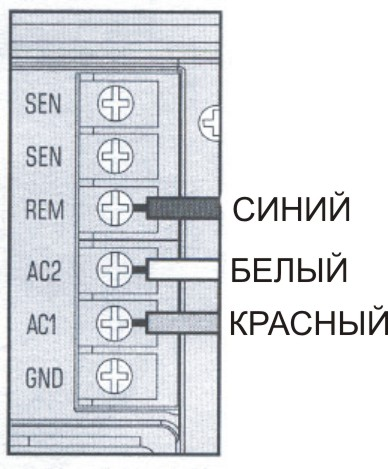 SEN
SEN
REM СИНИЙ
AC2 БЕЛЫЙ
AC1 КРАСНЫЙ
GND